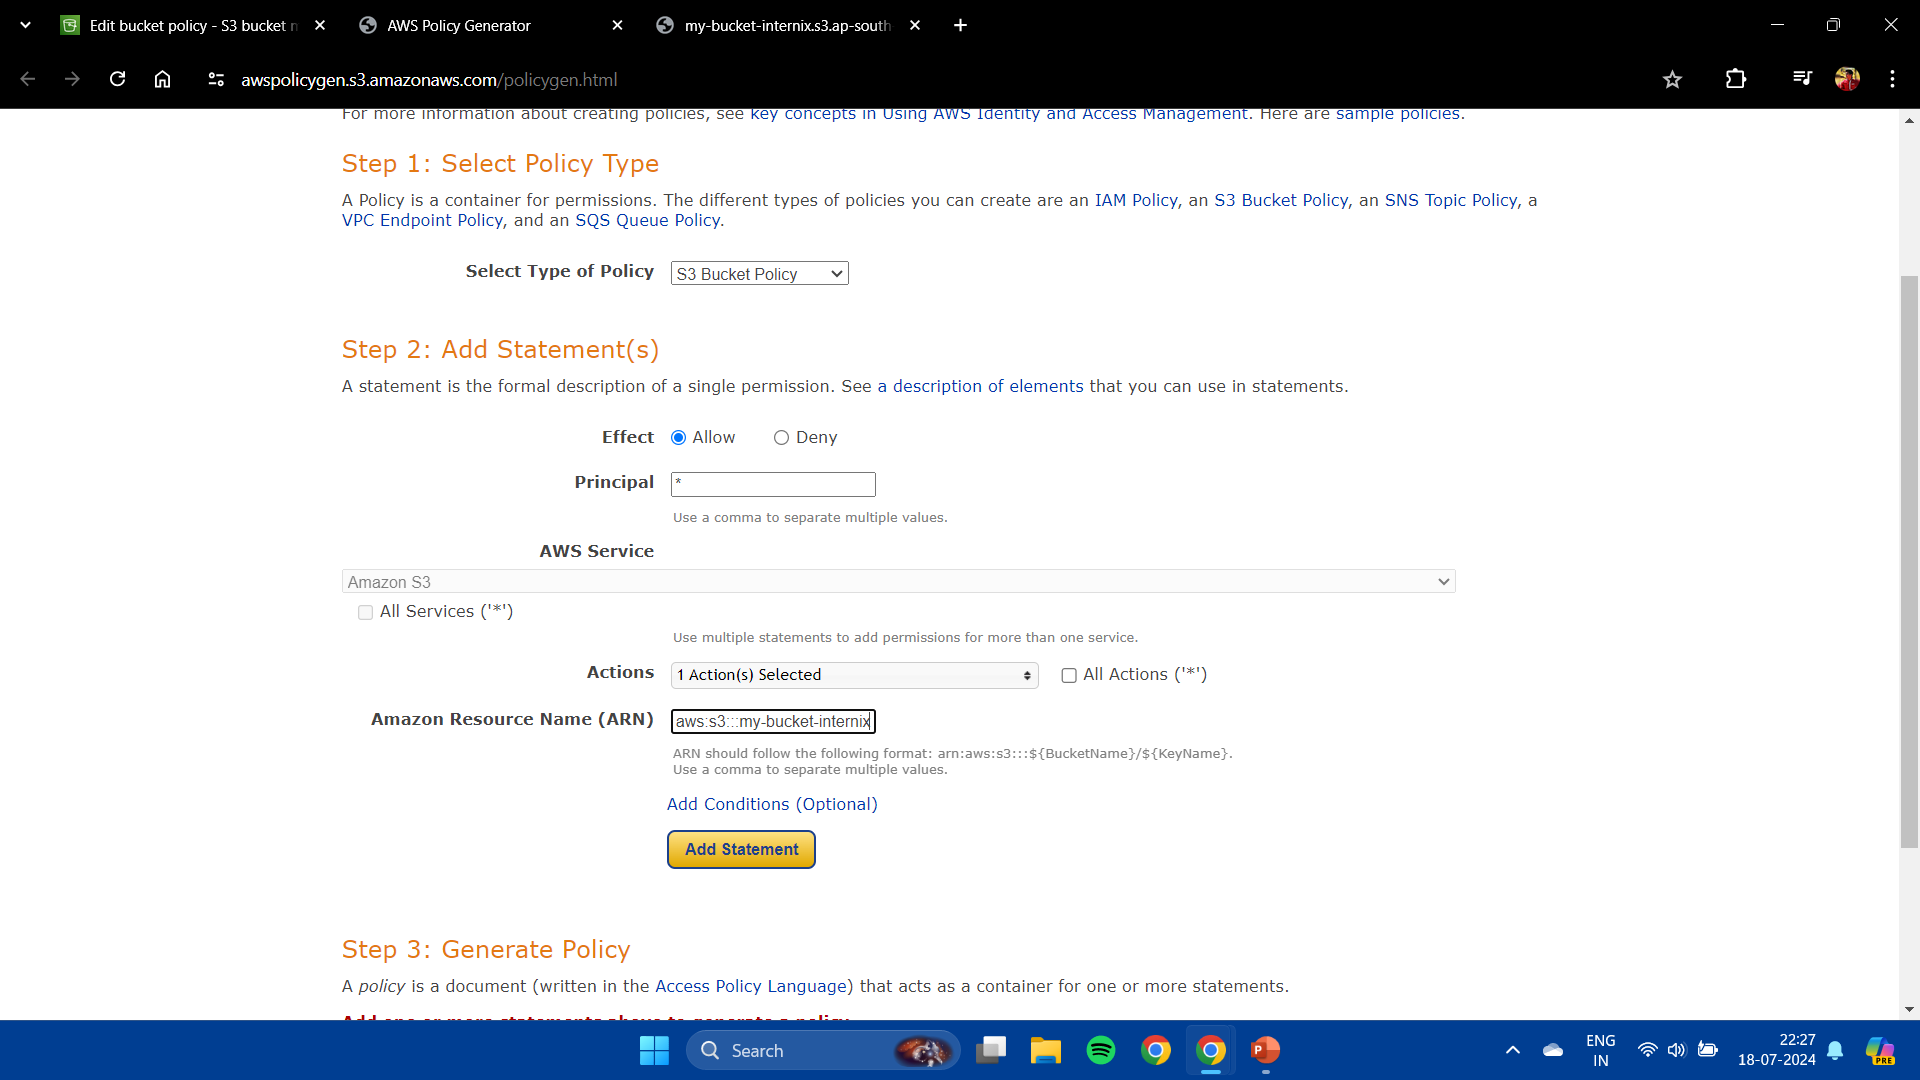 Edit bucket policy - S3 bucket
AWS Policy Generator
my-bucket-internix.s3.ap-south
awspolicygen.s3.amazonaws.com/policygen.html
For more information about creating policies, see key concepts in Using AWS Identity and Access Management. Here are sample policies.
Step 1: Select Policy Type
A Policy is a container for permissions. The different types of policies you can create are an IAM Policy, an S3 Bucket Policy, an SNS Topic Policy, a
VPC Endpoint Policy, and an SQS Queue Policy.
Select Type of Policy S3 Bucket Policy
Step 2: Add Statement(s)
A statement is the formal description of a single permission. See a description of elements that you can use in statements.
Effect Allow Deny
Principal *
Use a comma to separate multiple values.
AWS Service
Amazon S3
All Services ('*')
Use multiple statements to add permissions for more than one service.
Actions 1 Action(s) Selected All Actions ('*')
Amazon Resource Name (ARN) aws:s3:::my-bucket-internix
ARN should follow the following format: arn:aws:s3:::${BucketName}/${KeyName}.
Use a comma to separate multiple values.
Add Conditions (Optional)
Add Statement
Step 3: Generate Policy
A policy is a document (written in the Access Policy Language) that acts as a container for one or more statements.
Add one or more statements above to generate a policy.
Search
ENG
IN
22:27
18-07-2024
PRE